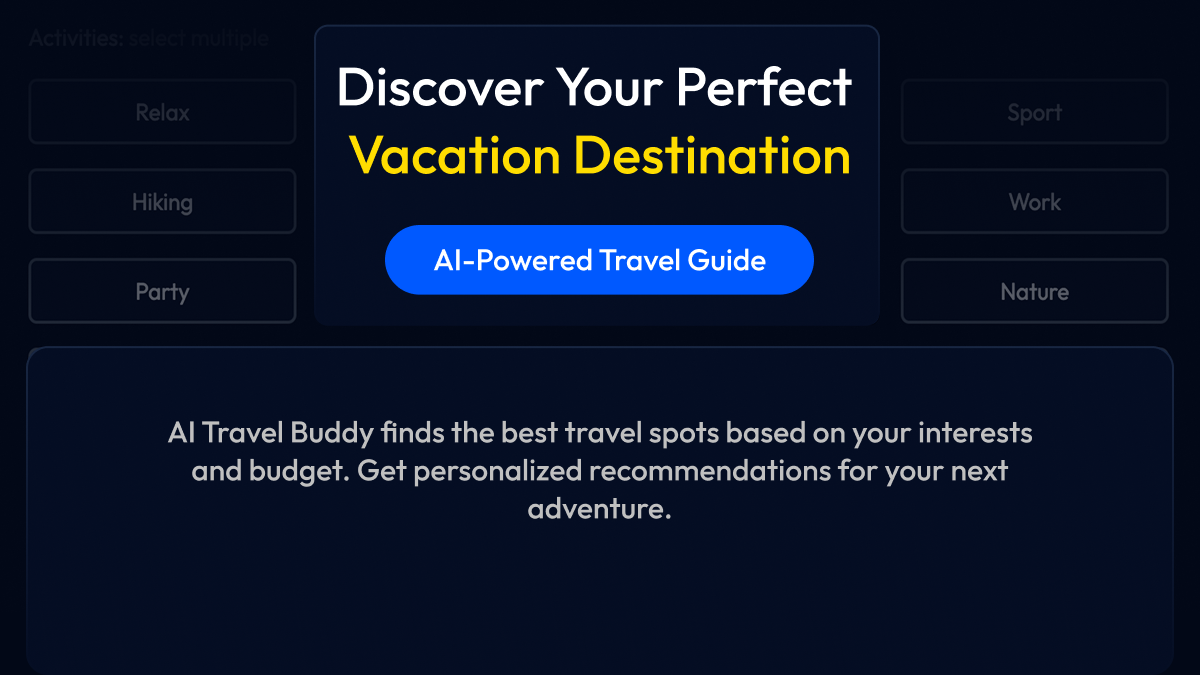 Activities: select multiple
Discover Your Perfect
Vacation Destination
AI-Powered Travel Guide
Relax
Hiking
Party
Sport
Work
Nature
AI Travel Buddy finds the best travel spots based on your interests
and budget. Get personalized recommendations for your next
adventure.